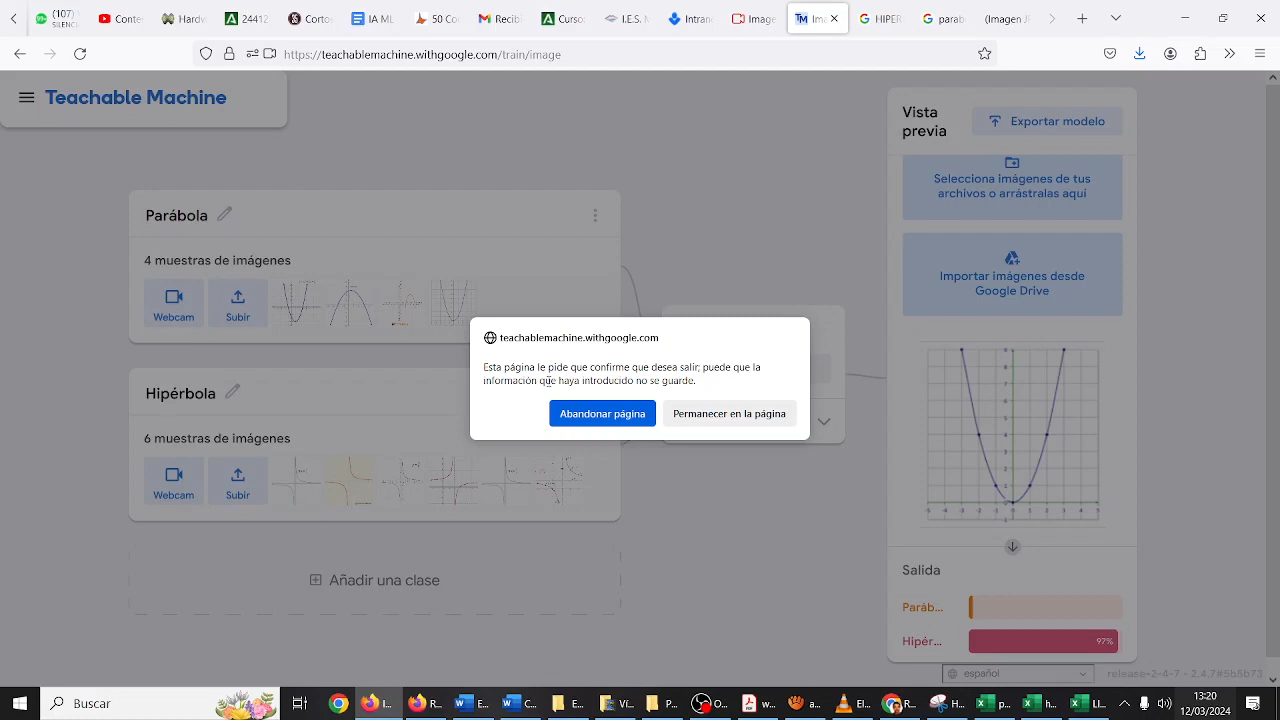 (107)
SILENCIO
Conte
Hardw
24412
Corto
IA ML
50 Co
Recib
Curso
I.E.S. N
Intran
Image
Ima
HIPER
parab
(Imagen JP
https://teachablemachine.withgoogle.com/train/image
Teachable Machine
Vista
previa
Exportar modelo
Selecciona imágenes de tus
archivos o arrástralas aquí
Parábola
4 muestras de imágenes
Webcam
Subir
Importar imágenes desde
Google Drive
teachablemachine.withgoogle.com
Esta página le pide que confirme que desea salir; puede que la
información que haya introducido no se guarde.
Abandonar página
Permanecer en la página
Hipérbola
6 muestras de imágenes
Webcam
Subir
Añadir una clase
Salida
Paráb...
Hipér...
97%
español
release-2-4-7 - 2.4.7#5b5b73
Buscar
13:20
12/03/2024